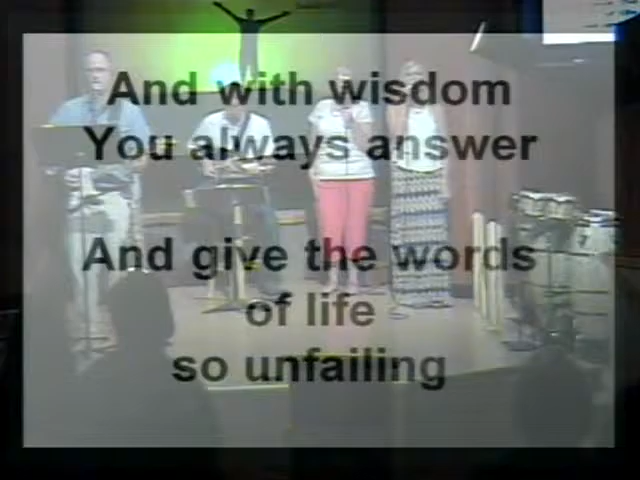 And with wisdom
You always answer
And give the words
of life
so unfailing